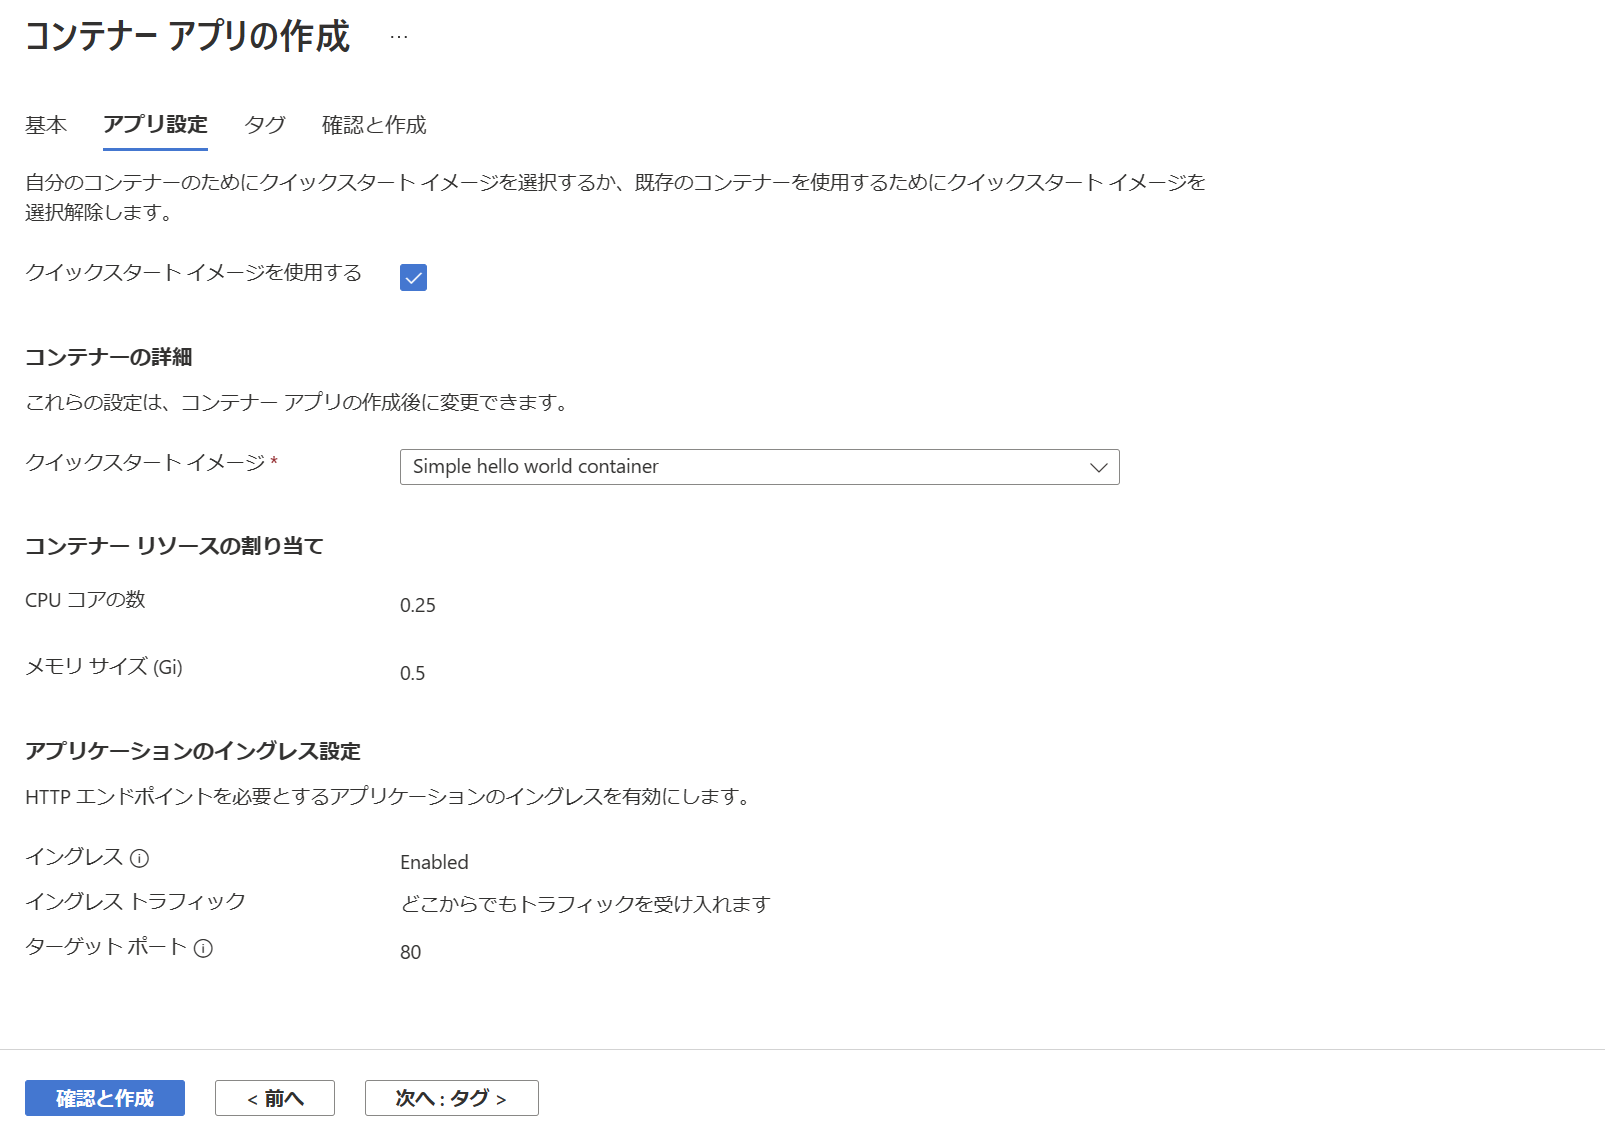 コンテナー アプリの作成 …
基本 アプリ設定 タグ 確認と作成
自分のコンテナーのためにクイックスタート イメージを選択するか、既存のコンテナーを使用するためにクイックスタート イメージを
選択解除します。
クイックスタート イメージを使用する
コンテナーの詳細
これらの設定は、コンテナー アプリの作成後に変更できます。
クイックスタート イメージ * Simple hello world container
コンテナー リソースの割り当て
CPU コアの数 0.25
メモリ サイズ (Gi) 0.5
アプリケーションのイングレス設定
HTTP エンドポイントを必要とするアプリケーションのイングレスを有効にします。
イングレス Enabled
イングレス トラフィック どこからでもトラフィックを受け入れます
ターゲット ポート 80
確認と作成 < 前へ 次へ : タグ >